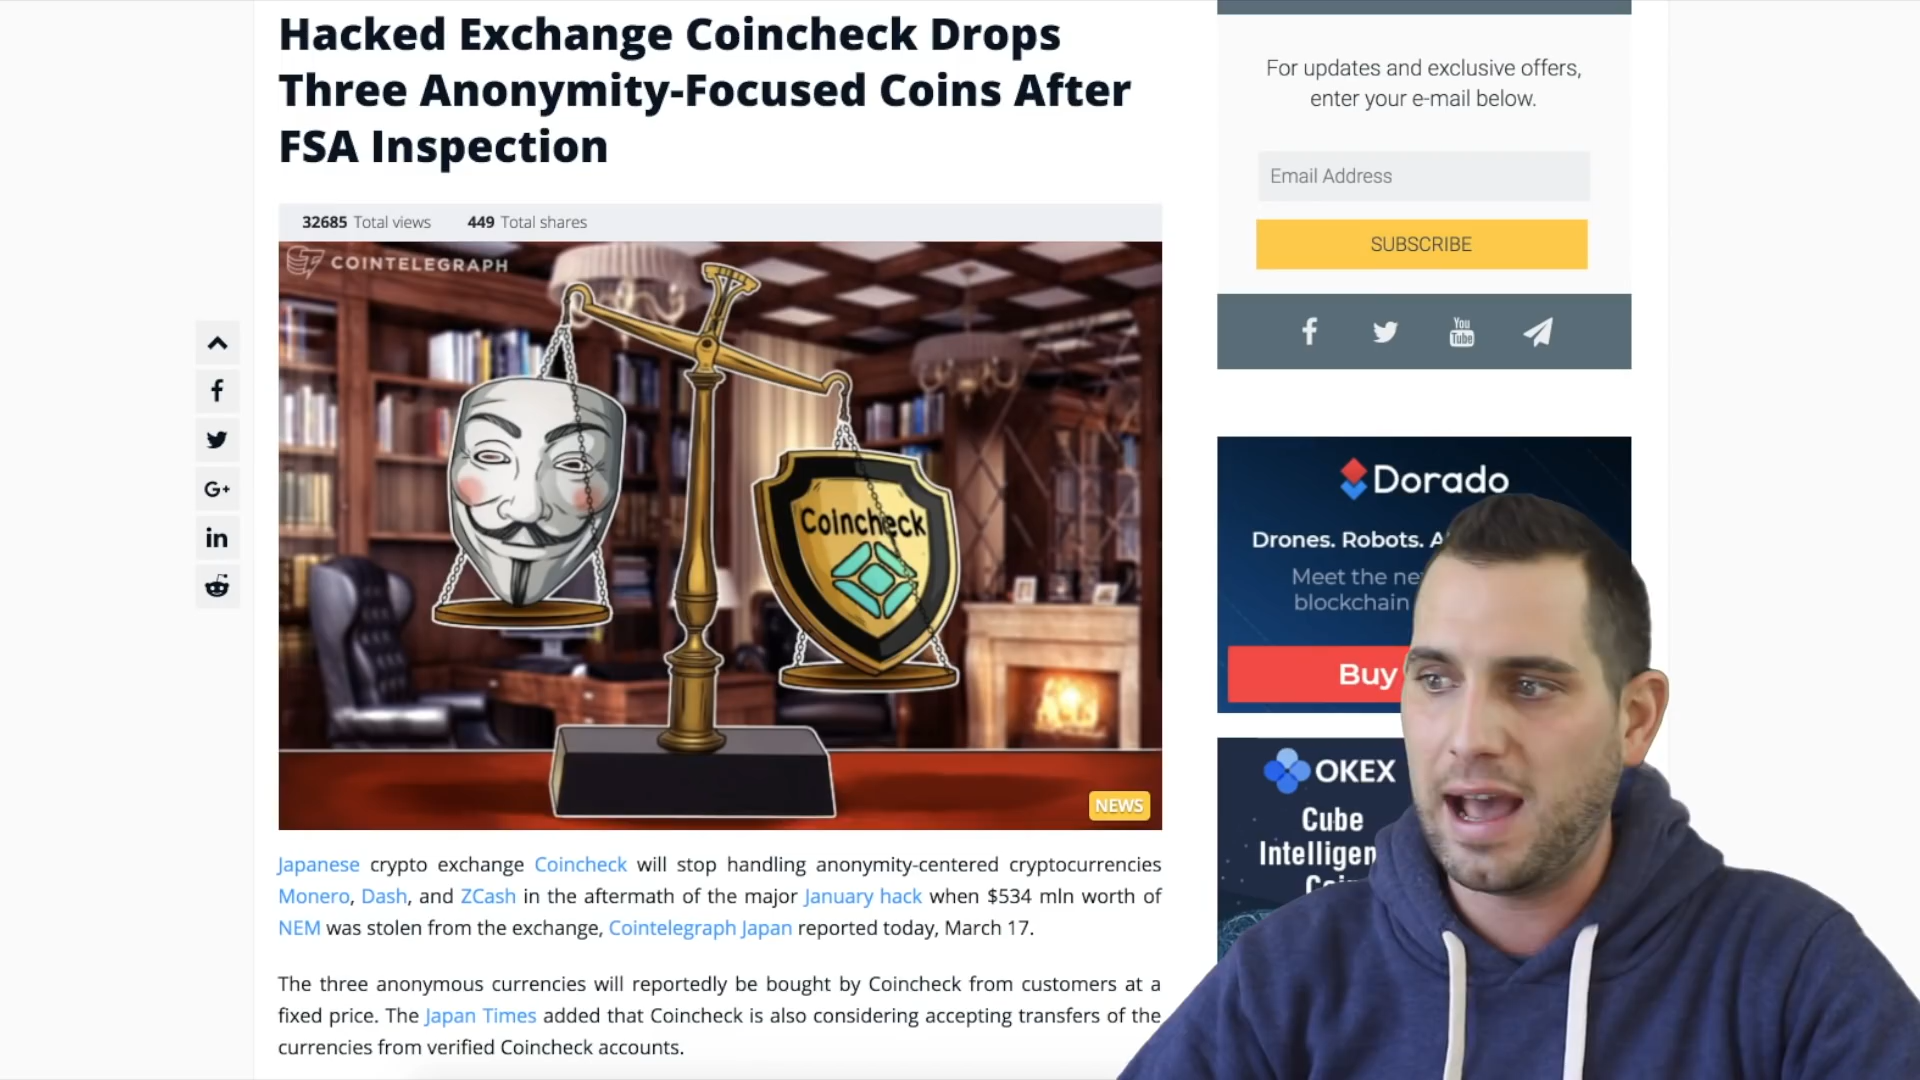 Hacked Exchange Coincheck Drops
Three Anonymity-Focused Coins After
FSA Inspection
32685 Total views 449 Total shares
COINTELEGRAPH
Coincheck
NEWS
Japanese crypto exchange Coincheck will stop handling anonymity-centered cryptocurrencies
Monero, Dash, and ZCash in the aftermath of the major January hack when $534 mln worth of
NEM was stolen from the exchange, Cointelegraph Japan reported today, March 17.
The three anonymous currencies will reportedly be bought by Coincheck from customers at a
fixed price. The Japan Times added that Coincheck is also considering accepting transfers of the
currencies from verified Coincheck accounts.
G+
in
For updates and exclusive offers,
enter your e-mail below.
Email Address
SUBSCRIBE
You
Tube
Dorado
Drones. Robots.
Meet the
blockchain
Buy
OKEX
Cube